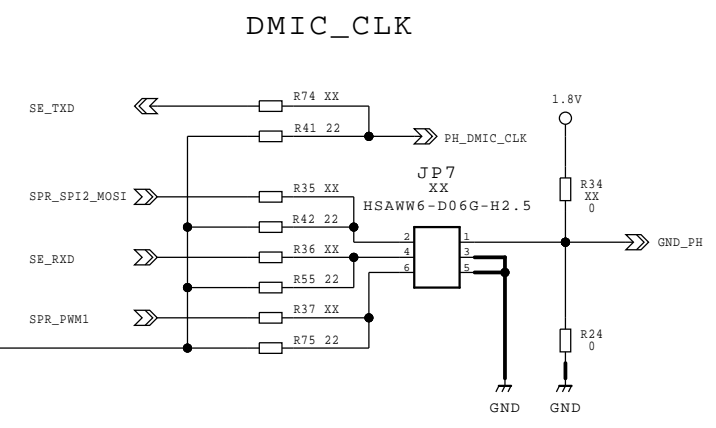 DMIC_CLK
SE_TXD
R74 XX
1.8V
R41 22
PH_DMIC_CLK
JP7
XX
HSAWW6-D06G-H2.5
SPR_SPI2_MOSI
R35 XX
R34
XX
0
R42 22
2
1
GND_PH
SE_RXD
R36 XX
4
3
6
5
R55 22
SPR_PWM1
R37 XX
R75 22
R24
0
GND
GND